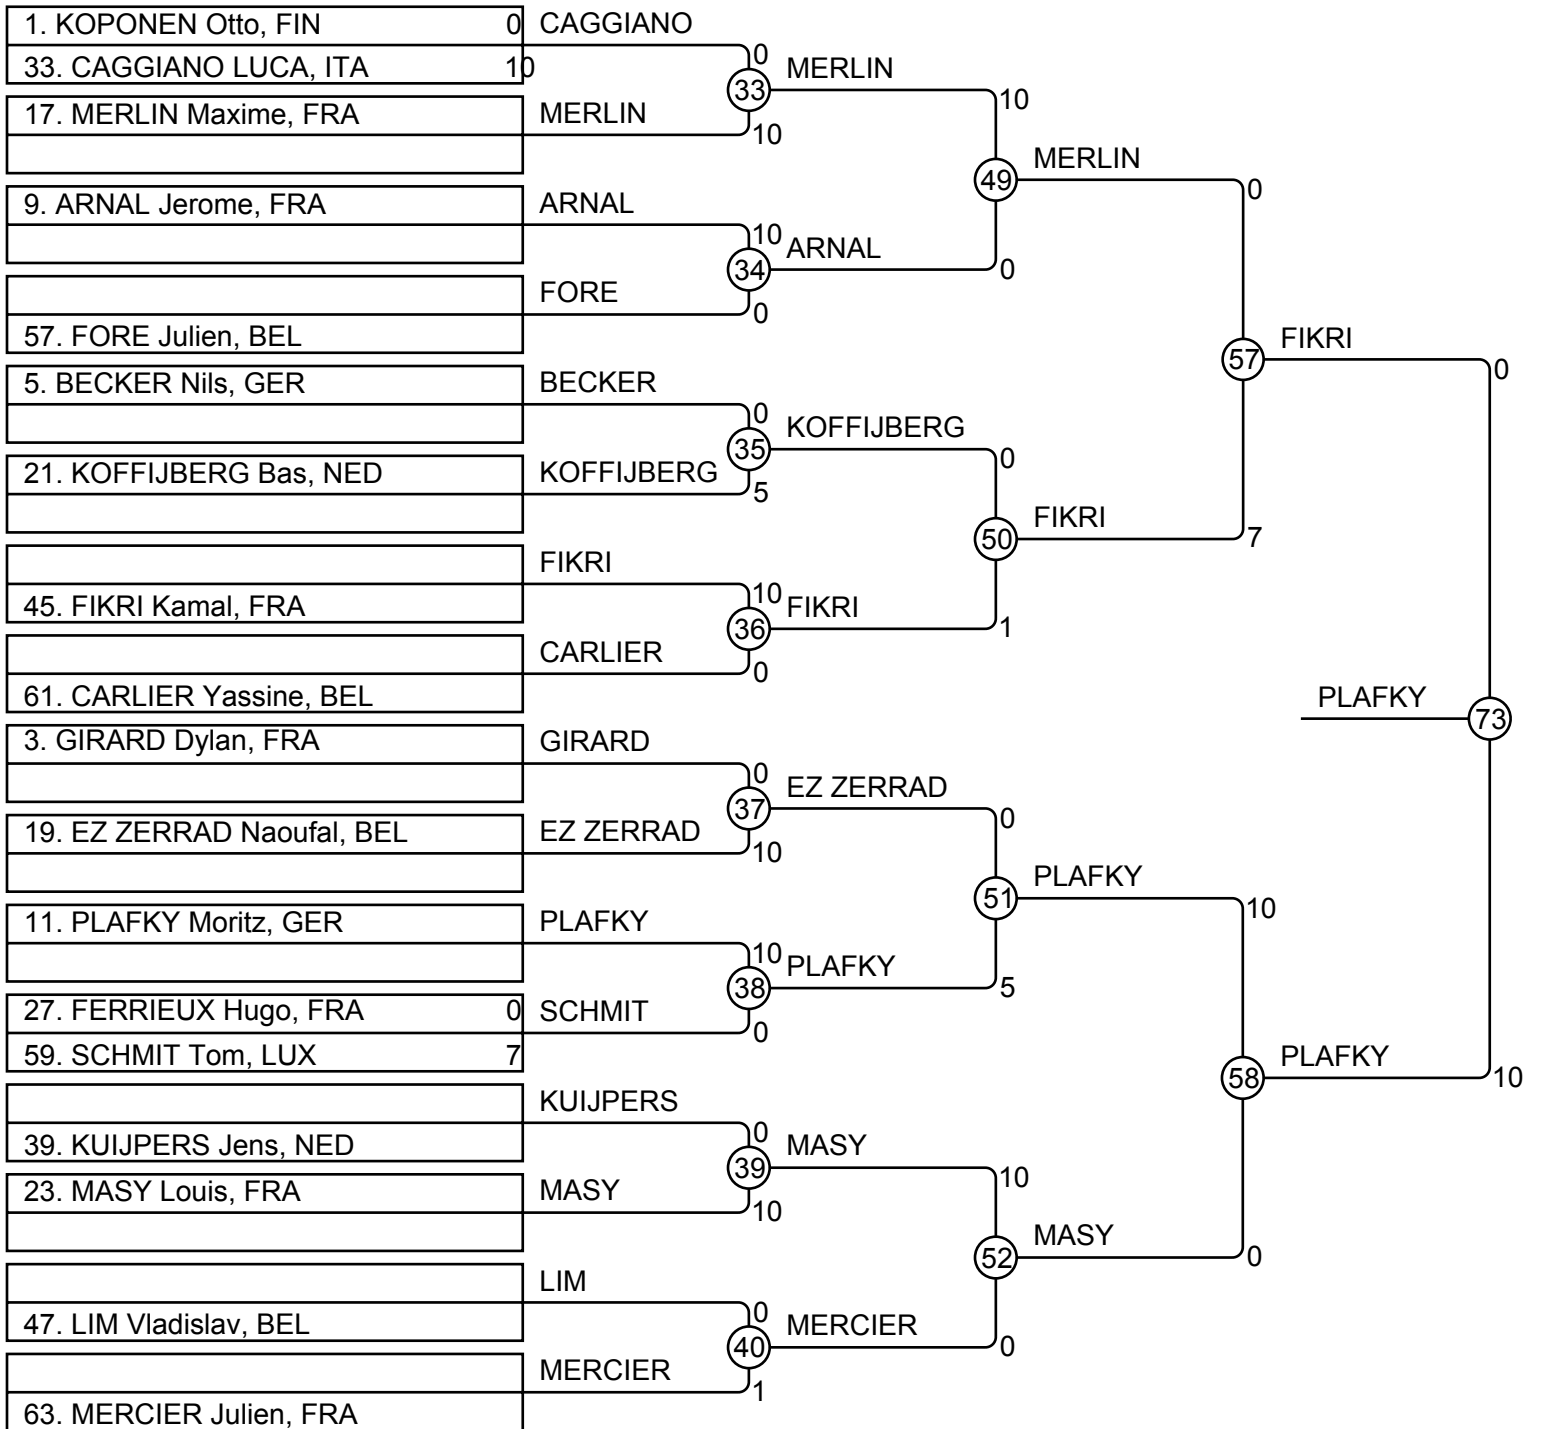 1. KOPONEN Otto, FIN 0
33. CAGGIANO LUCA, ITA 10
17. MERLIN Maxime, FRA
9. ARNAL Jerome, FRA
57. FORE Julien, BEL
5. BECKER Nils, GER
21. KOFFIJBERG Bas, NED
45. FIKRI Kamal, FRA
61. CARLIER Yassine, BEL
3. GIRARD Dylan, FRA
19. EZ ZERRAD Naoufal, BEL
11. PLAFKY Moritz, GER
27. FERRIEUX Hugo, FRA 0
59. SCHMIT Tom, LUX 7
39. KUIJPERS Jens, NED
23. MASY Louis, FRA
47. LIM Vladislav, BEL
63. MERCIER Julien, FRA
CAGGIANO
0
33
MERLIN
10
ARNAL
10
34
FORE
0
BECKER
0
35
KOFFIJBERG
5
FIKRI
10
36
CARLIER
0
GIRARD
0
37
EZ ZERRAD
10
PLAFKY
10
38
SCHMIT
0
KUIJPERS
0
39
MASY
10
LIM
0
40
MERCIER
1
MERLIN
10
49
ARNAL
0
KOFFIJBERG
0
50
FIKRI
1
EZ ZERRAD
0
51
PLAFKY
5
MASY
10
52
MERCIER
0
MERLIN
0
57
FIKRI
7
PLAFKY
10
58
MASY
0
FIKRI
0
PLAFKY
73
PLAFKY
10